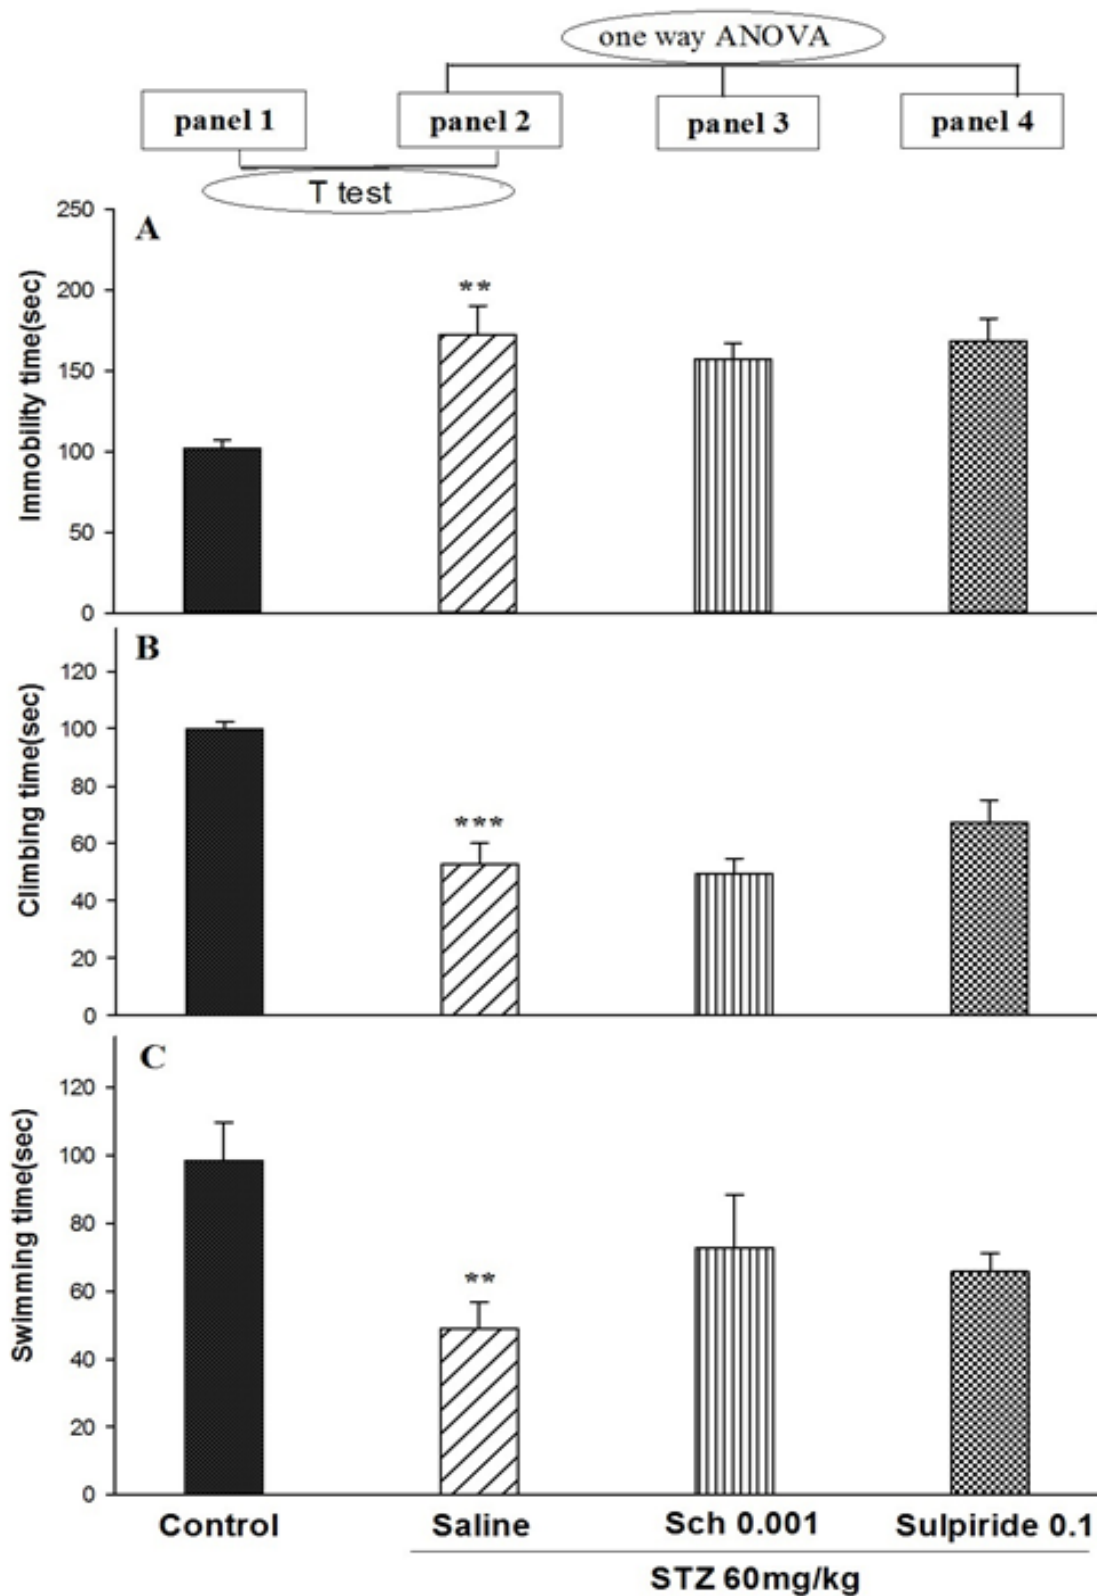 one way ANOVA
panel 1
panel 2
panel 3
panel 4
T test
A
Immobility time(sec)
250
200
150
100
50
0
**
B
Climbing time(sec)
120
100
80
60
40
20
0
***
C
Swimming time(sec)
120
100
80
60
40
20
0
**
Control Saline Sch 0.001 Sulpiride 0.1
STZ 60mg/kg